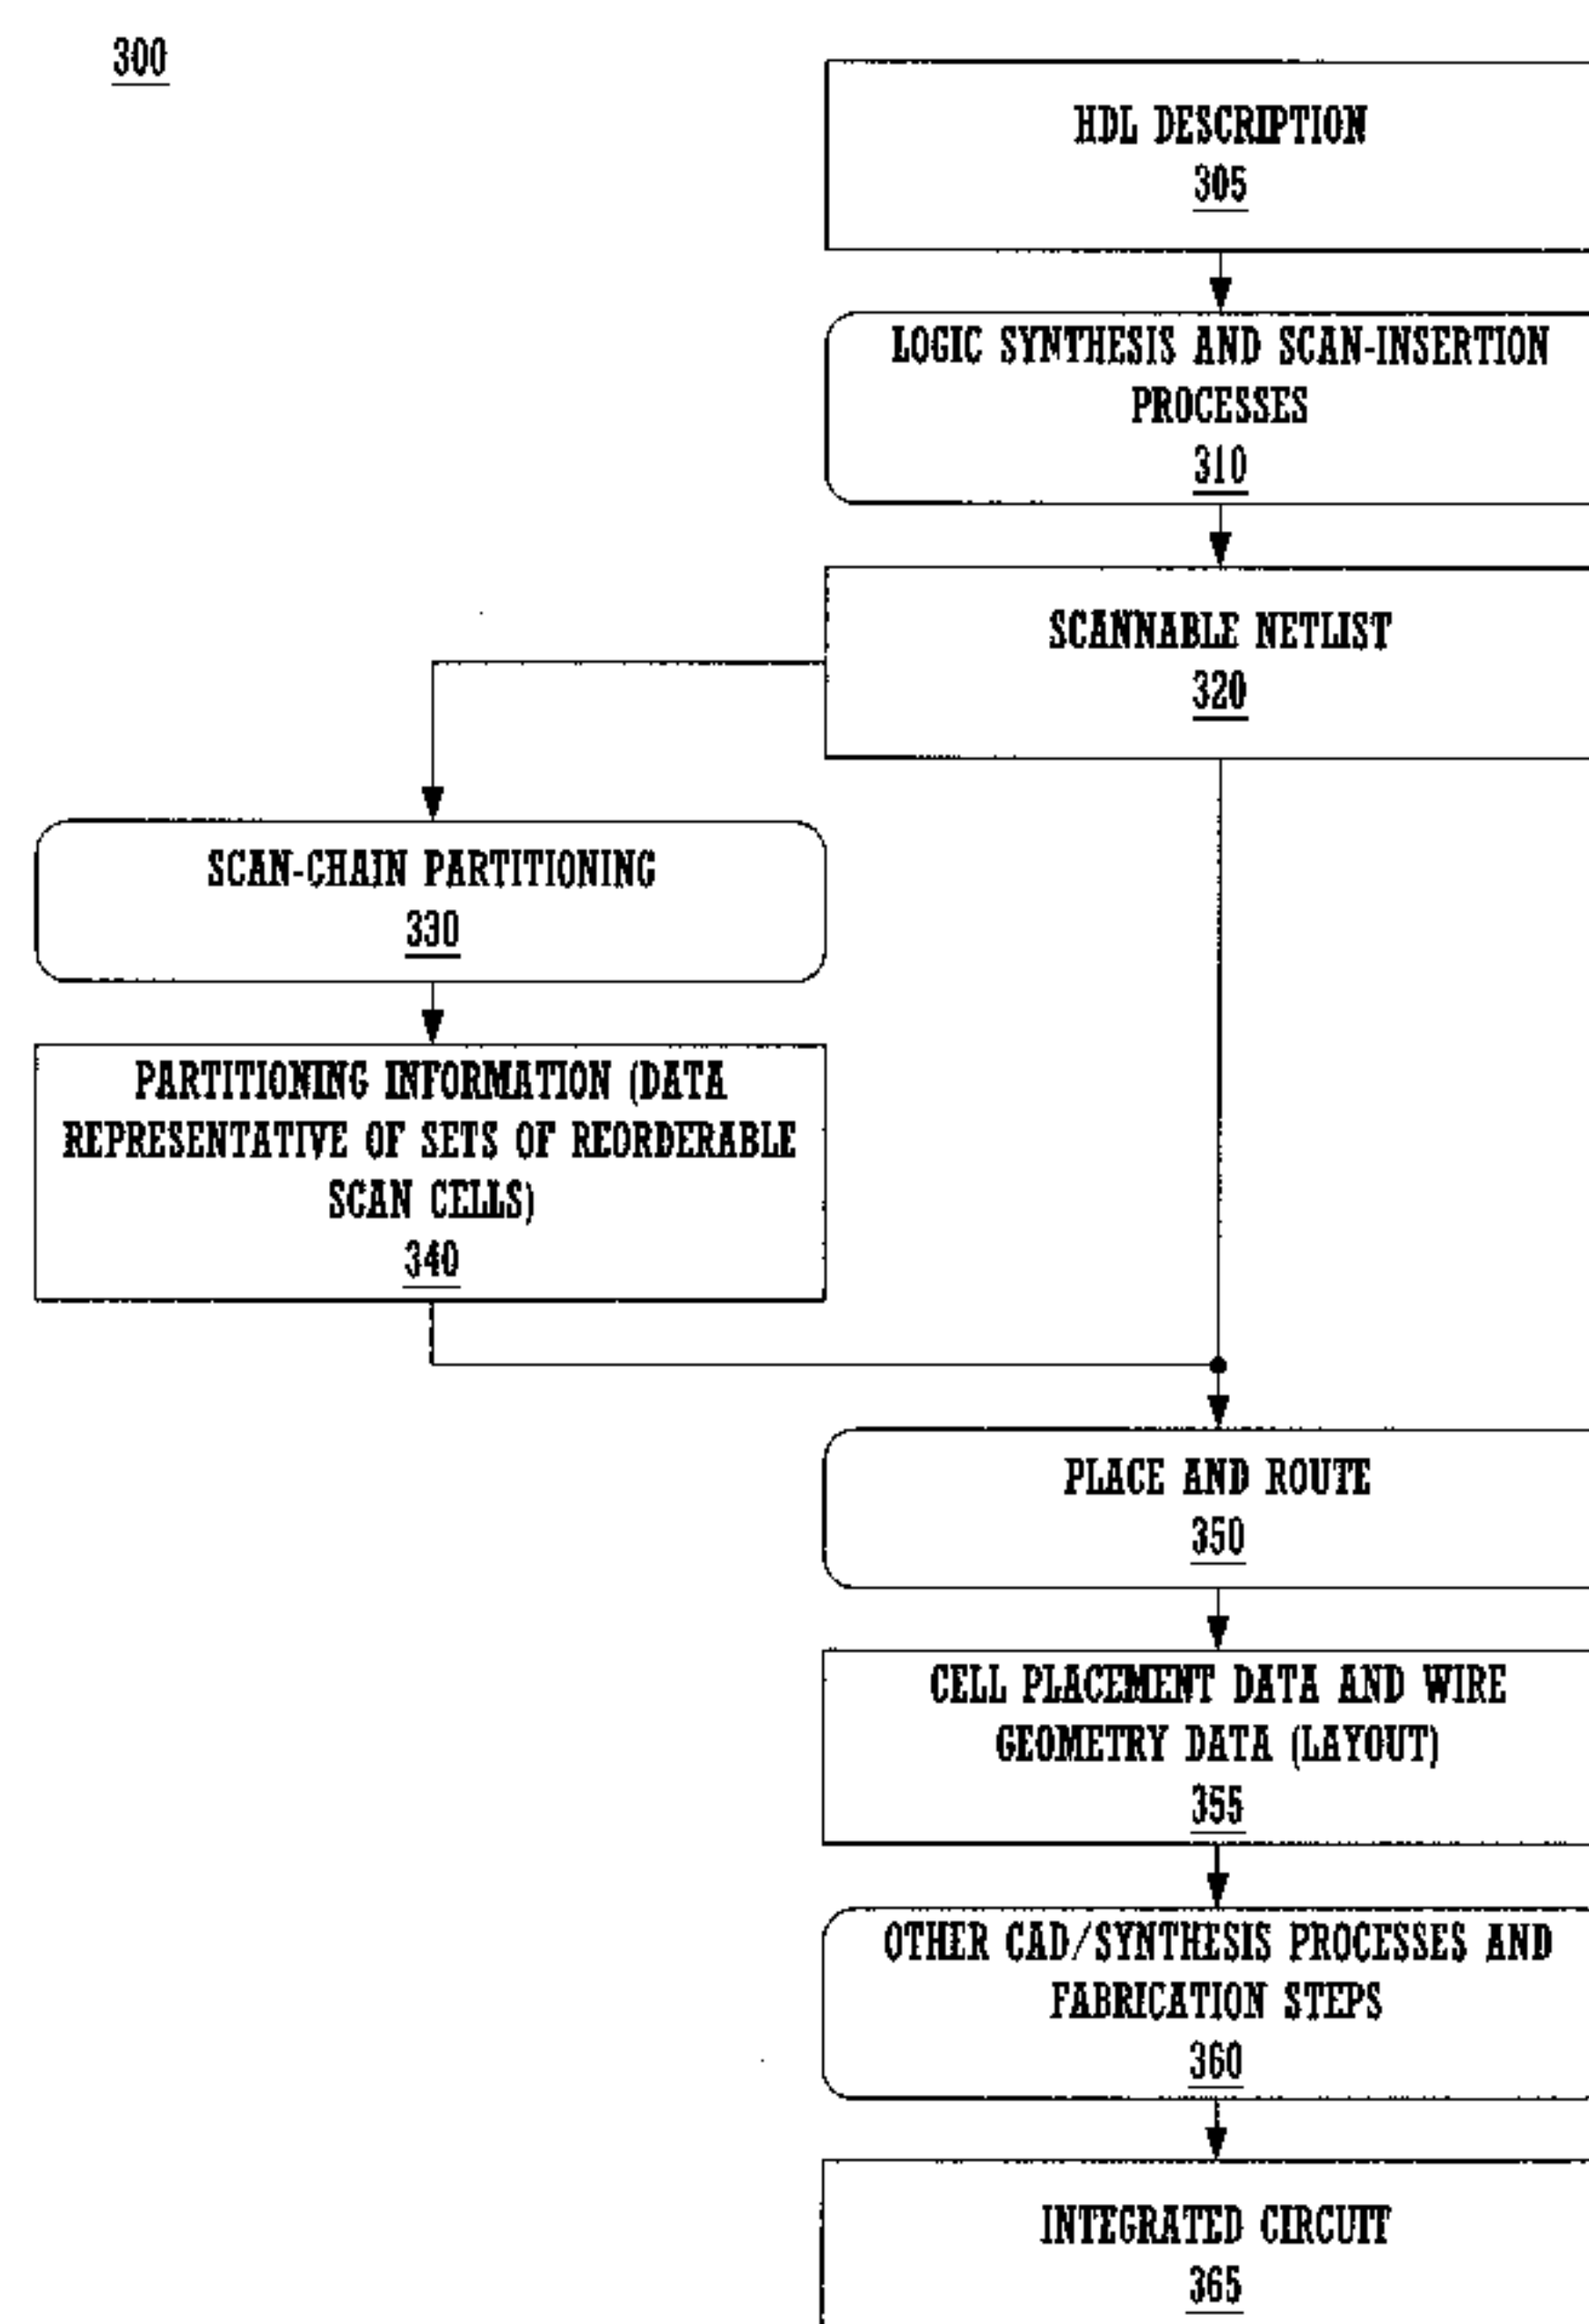 300
HDL DESCRIPTION
305
LOGIC SYNTHESIS AND SCAN-INSERTION
PROCESSES
310
SCANNABLE NETLIST
320
SCAN-CHAIN PARTITIONING
330
PARTITIONING INFORMATION (DATA
REPRESENTATIVE OF SETS OF REORDERABLE
SCAN CELLS)
340
PLACE AND ROUTE
350
CELL PLACEMENT DATA AND WIRE
GEOMETRY DATA (LAYOUT)
355
OTHER CAD/SYNTHESIS PROCESSES AND
FABRICATION STEPS
360
INTEGRATED CIRCUIT
365